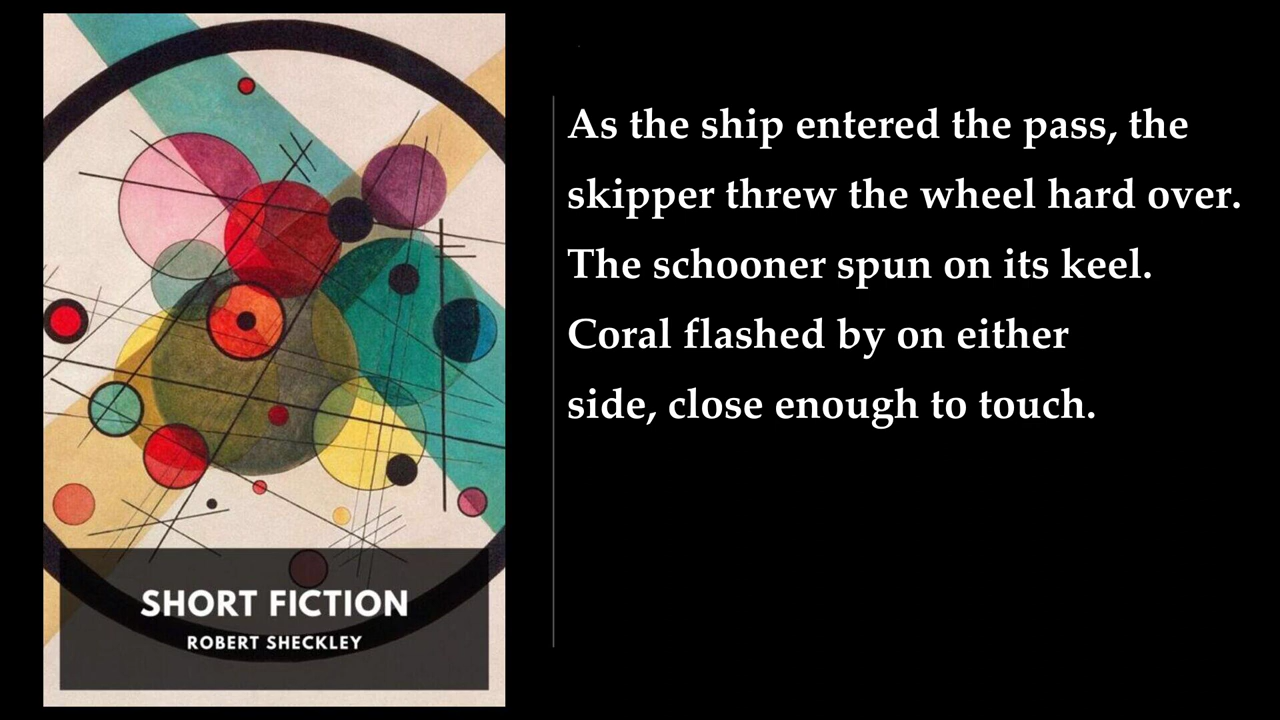 As the ship entered the pass, the
skipper threw the wheel hard over.
The schooner spun on its keel.
Coral flashed by on either
side, close enough to touch.
SHORT FICTION
ROBERT SHECKLEY